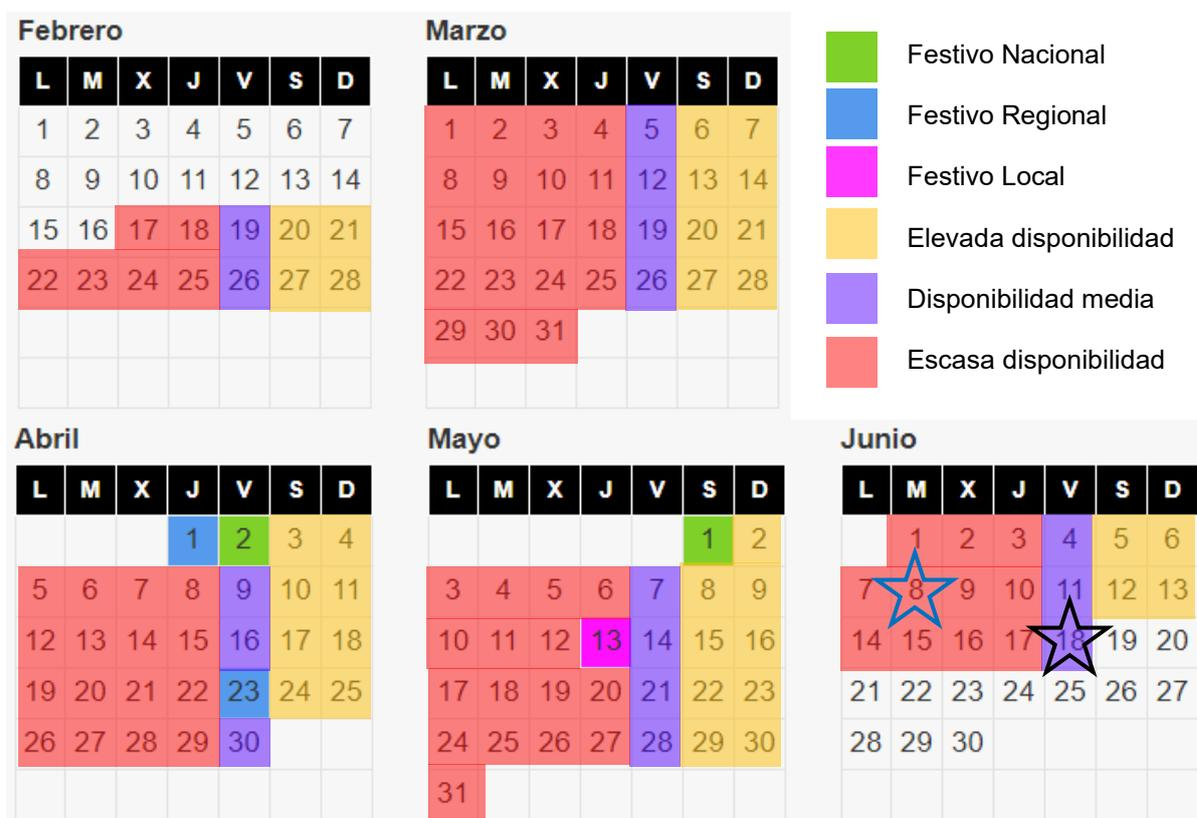 Febrero
L M X J V S D
1 2 3 4 5 6 7
8 9 10 11 12 13 14
15 16 17 18 19 20 21
22 23 24 25 26 27 28
Marzo
L M X J V S D
1 2 3 4 5 6 7
8 9 10 11 12 13 14
15 16 17 18 19 20 21
22 23 24 25 26 27 28
29 30 31
Festivo Nacional
Festivo Regional
Festivo Local
Elevada disponibilidad
Disponibilidad media
Escasa disponibilidad
Abril
L M X J V S D
1 2 3 4
5 6 7 8 9 10 11
12 13 14 15 16 17 18
19 20 21 22 23 24 25
26 27 28 29 30
Mayo
L M X J V S D
1 2
3 4 5 6 7 8 9
10 11 12 13 14 15 16
17 18 19 20 21 22 23
24 25 26 27 28 29 30
31
Junio
L M X J V S D
1 2 3 4 5 6
7 8 9 10 11 12 13
14 15 16 17 18 19 20
21 22 23 24 25 26 27
28 29 30